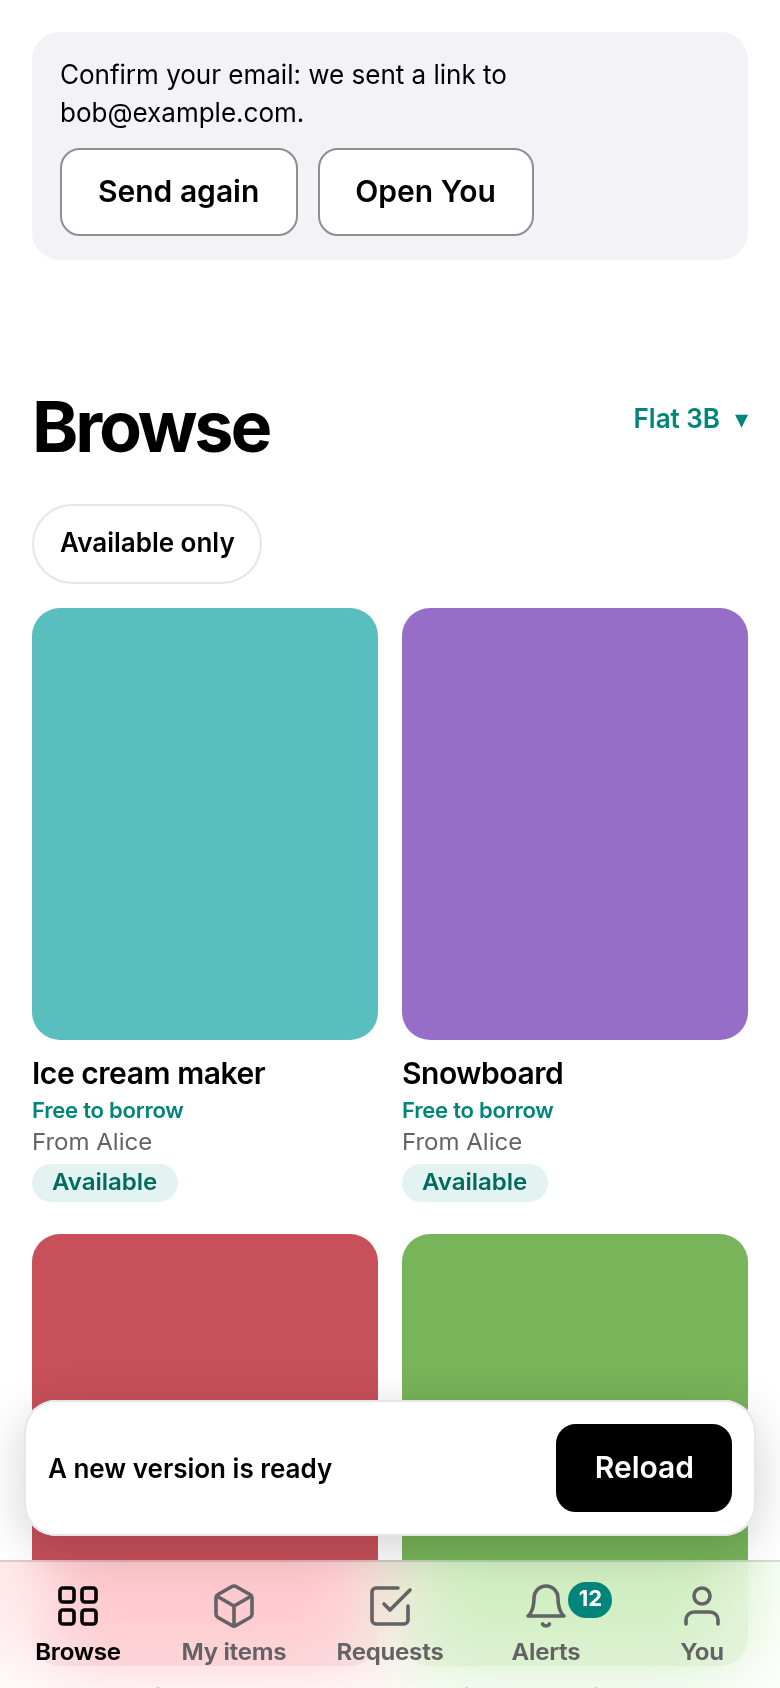 Confirm your email: we sent a link to
bob@example.com.
Send again
Open You
Browse
Flat 3B ▼
Available only
Ice cream maker
Free to borrow
From Alice
Available
Snowboard
Free to borrow
From Alice
Available
A new version is ready
Reload
12
Browse
My items
Requests
Alerts
You